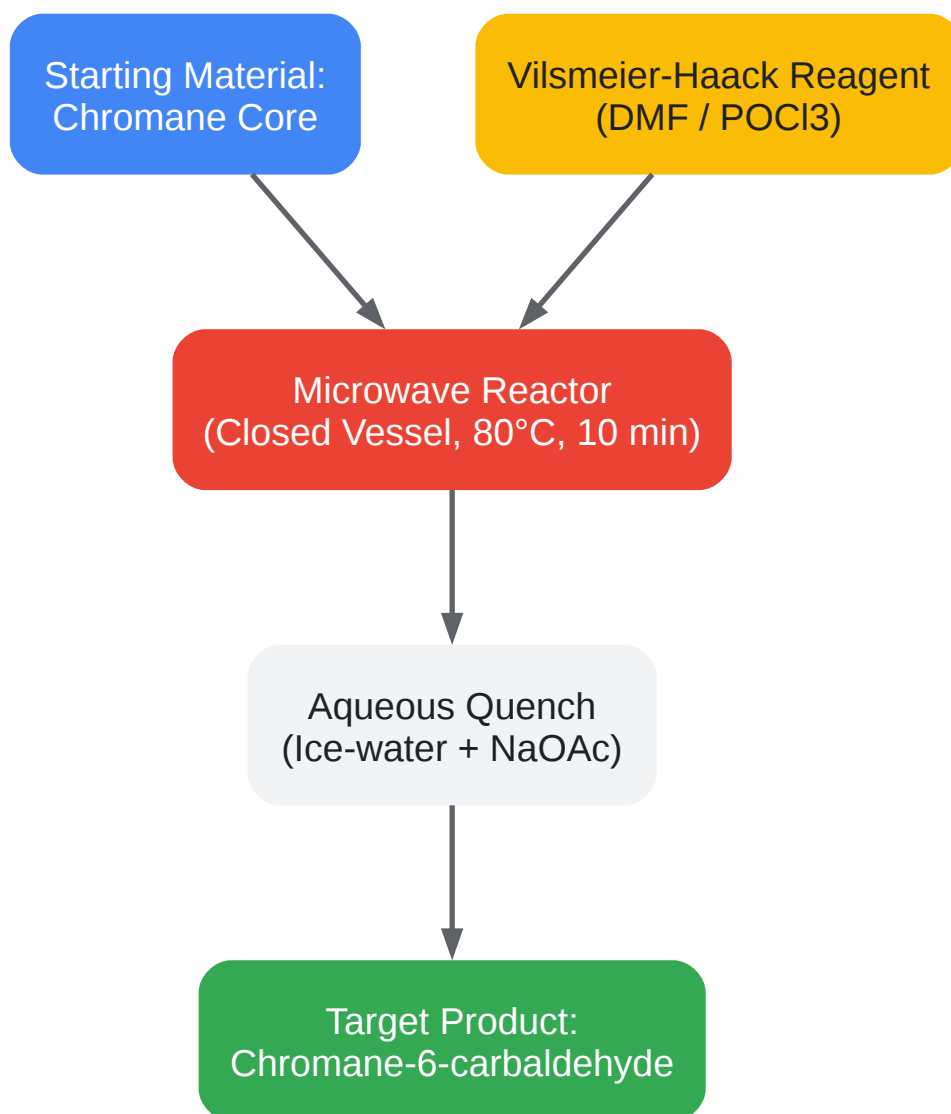 Starting Material:
Chromane Core
Vilsmeier-Haack Reagent
(DMF / POCl3)
Microwave Reactor
(Closed Vessel, 80°C, 10 min)
Aqueous Quench
(Ice-water + NaOAc)
Target Product:
Chromane-6-carbaldehyde